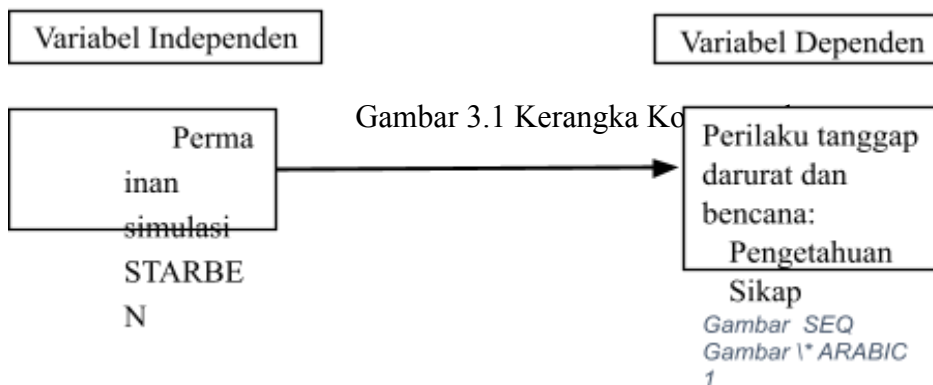 Variabel Independen
Variabel Dependen
Gambar 3.1 Kerangka
Perma
inan
simulasi
STARBE
N
Perilaku tanggap
darurat dan
bencana:
Pengetahuan
Sikap
Gambar SEQ
Gambar \* ARABIC
1